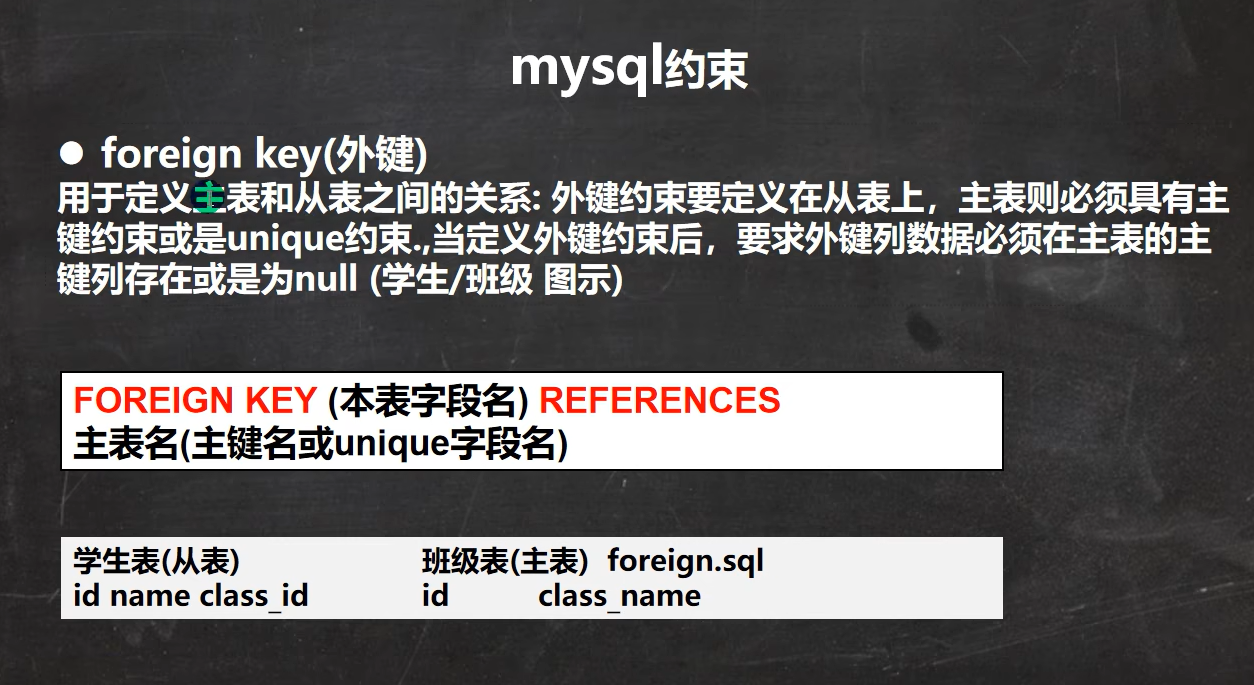 mysql约束
● foreign key(外键)
用于定义主表和从表之间的关系: 外键约束要定义在从表上，主表则必须具有主
键约束或是unique约束.,当定义外键约束后，要求外键列数据必须在主表的主
键列存在或是为null (学生/班级 图示)
FOREIGN KEY (本表字段名) REFERENCES
主表名(主键名或unique字段名)
学生表(从表) 班级表(主表) foreign.sql
id name class_id id class_name